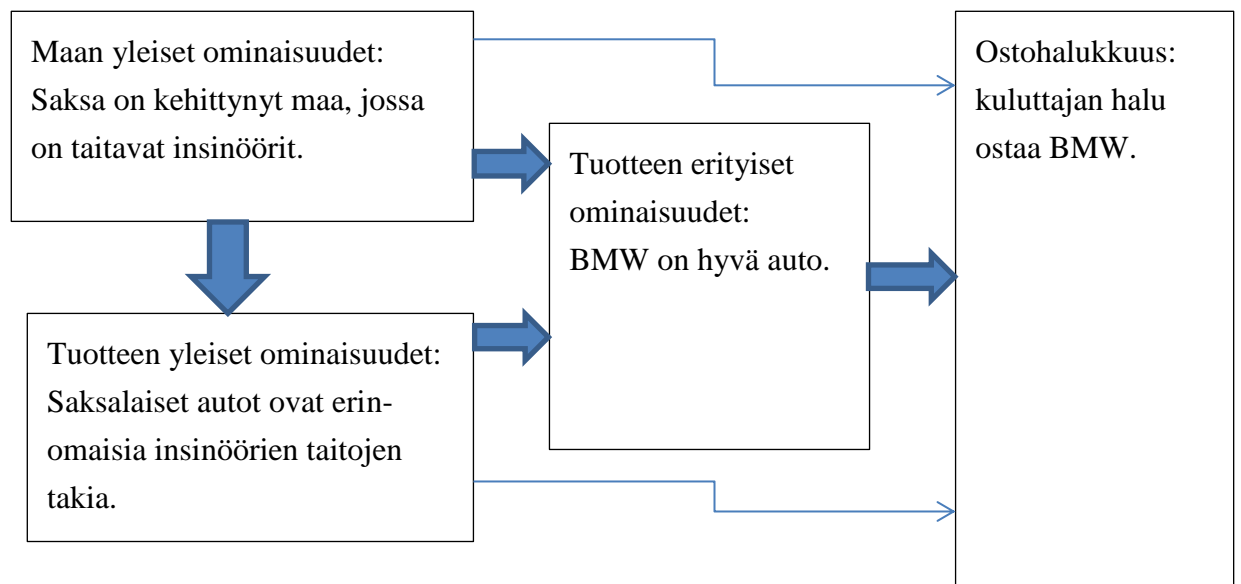 Maan yleiset ominaisuudet:
Saksa on kehittynyt maa, jossa
on taitavat insinöörit.
Tuotteen yleiset ominaisuudet:
Saksalaiset autot ovat erin-
omaisia insinöörien taitojen
takia.
Tuotteen erityiset
ominaisuudet:
BMW on hyvä auto.
Ostohalukkuus:
kuluttajan halu
ostaa BMW.